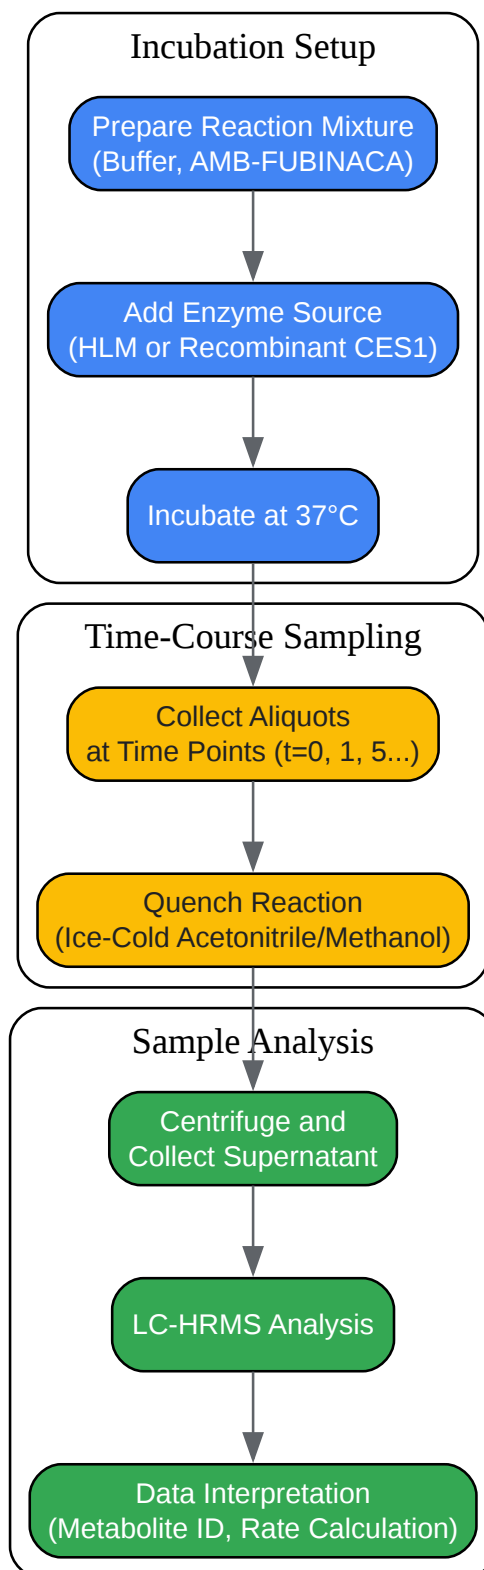 Incubation Setup
Prepare Reaction Mixture
(Buffer, AMB-FUBINACA)
Add Enzyme Source
(HLM or Recombinant CES1)
Incubate at 37°C
Time-Course Sampling
Collect Aliquots
at Time Points (t=0, 1, 5...)
Quench Reaction
(Ice-Cold Acetonitrile/Methanol)
Sample Analysis
Centrifuge and
Collect Supernatant
LC-HRMS Analysis
Data Interpretation
(Metabolite ID, Rate Calculation)